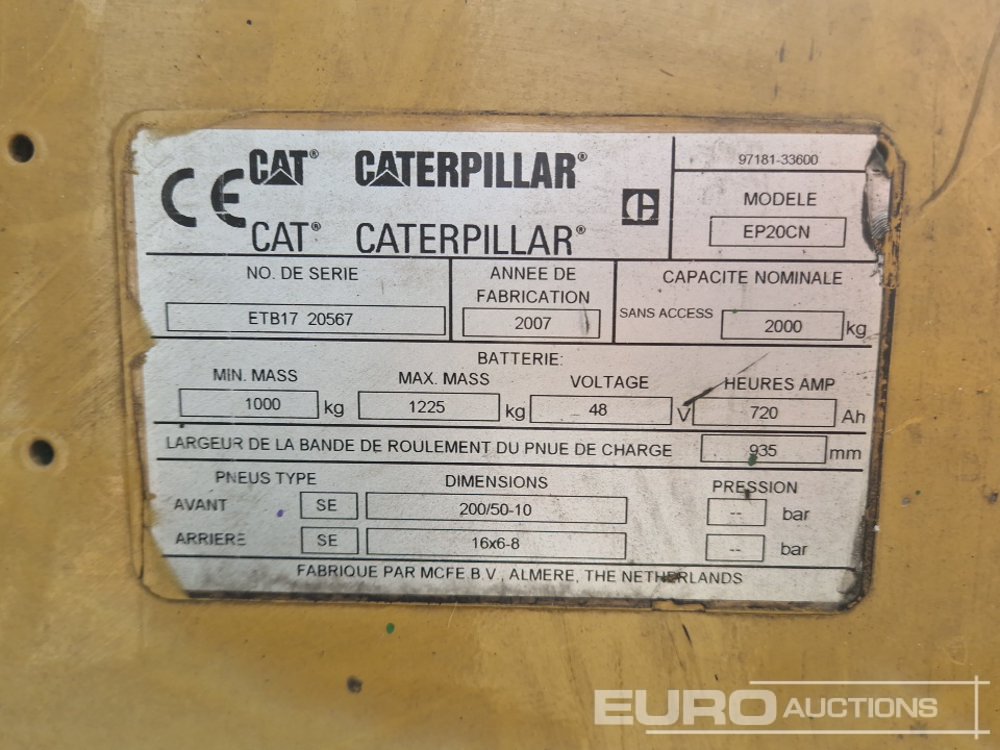 CE CAT® CATERPILLAR®
CAT® CATERPILLAR®
97181-33600
MODELE
EP20CN
NO. DE SERIE
ETB17 20567
ANNEE DE
FABRICATION
2007
CAPACITE NOMINALE
SANS ACCESS 2000 kg
BATTERIE:
MIN. MASS MAX. MASS VOLTAGE HEURES AMP
1000 kg 1225 kg 48 V 720 Ah
LARGEUR DE LA BANDE DE ROULEMENT DU PNUE DE CHARGE 935 mm
PNEUS TYPE DIMENSIONS PRESSION
AVANT SE 200/50-10 -- bar
ARRIERE SE 16x6-8 -- bar
FABRIQUE PAR MCFE B.V., ALMERE, THE NETHERLANDS
EURO AUCTIONS